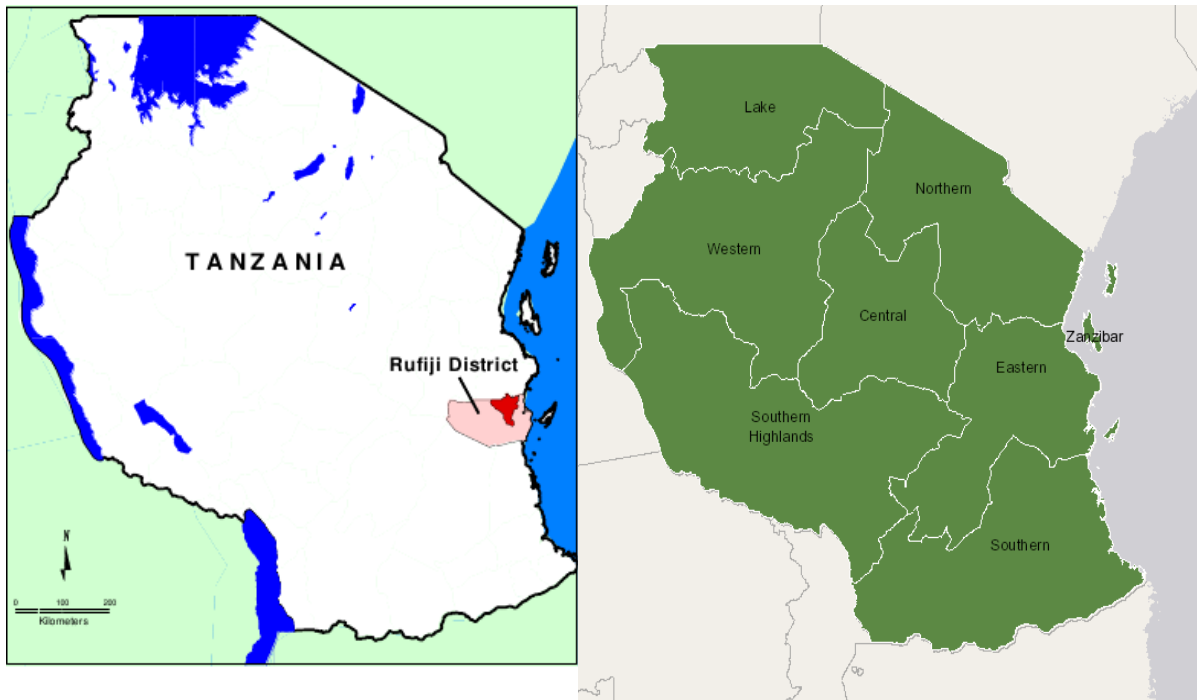 TANZANIA
Rufiji District
N
0 100 200
Kilometers
Lake
Northern
Western
Central
Zanzibar
Eastern
Southern
Highlands
Southern